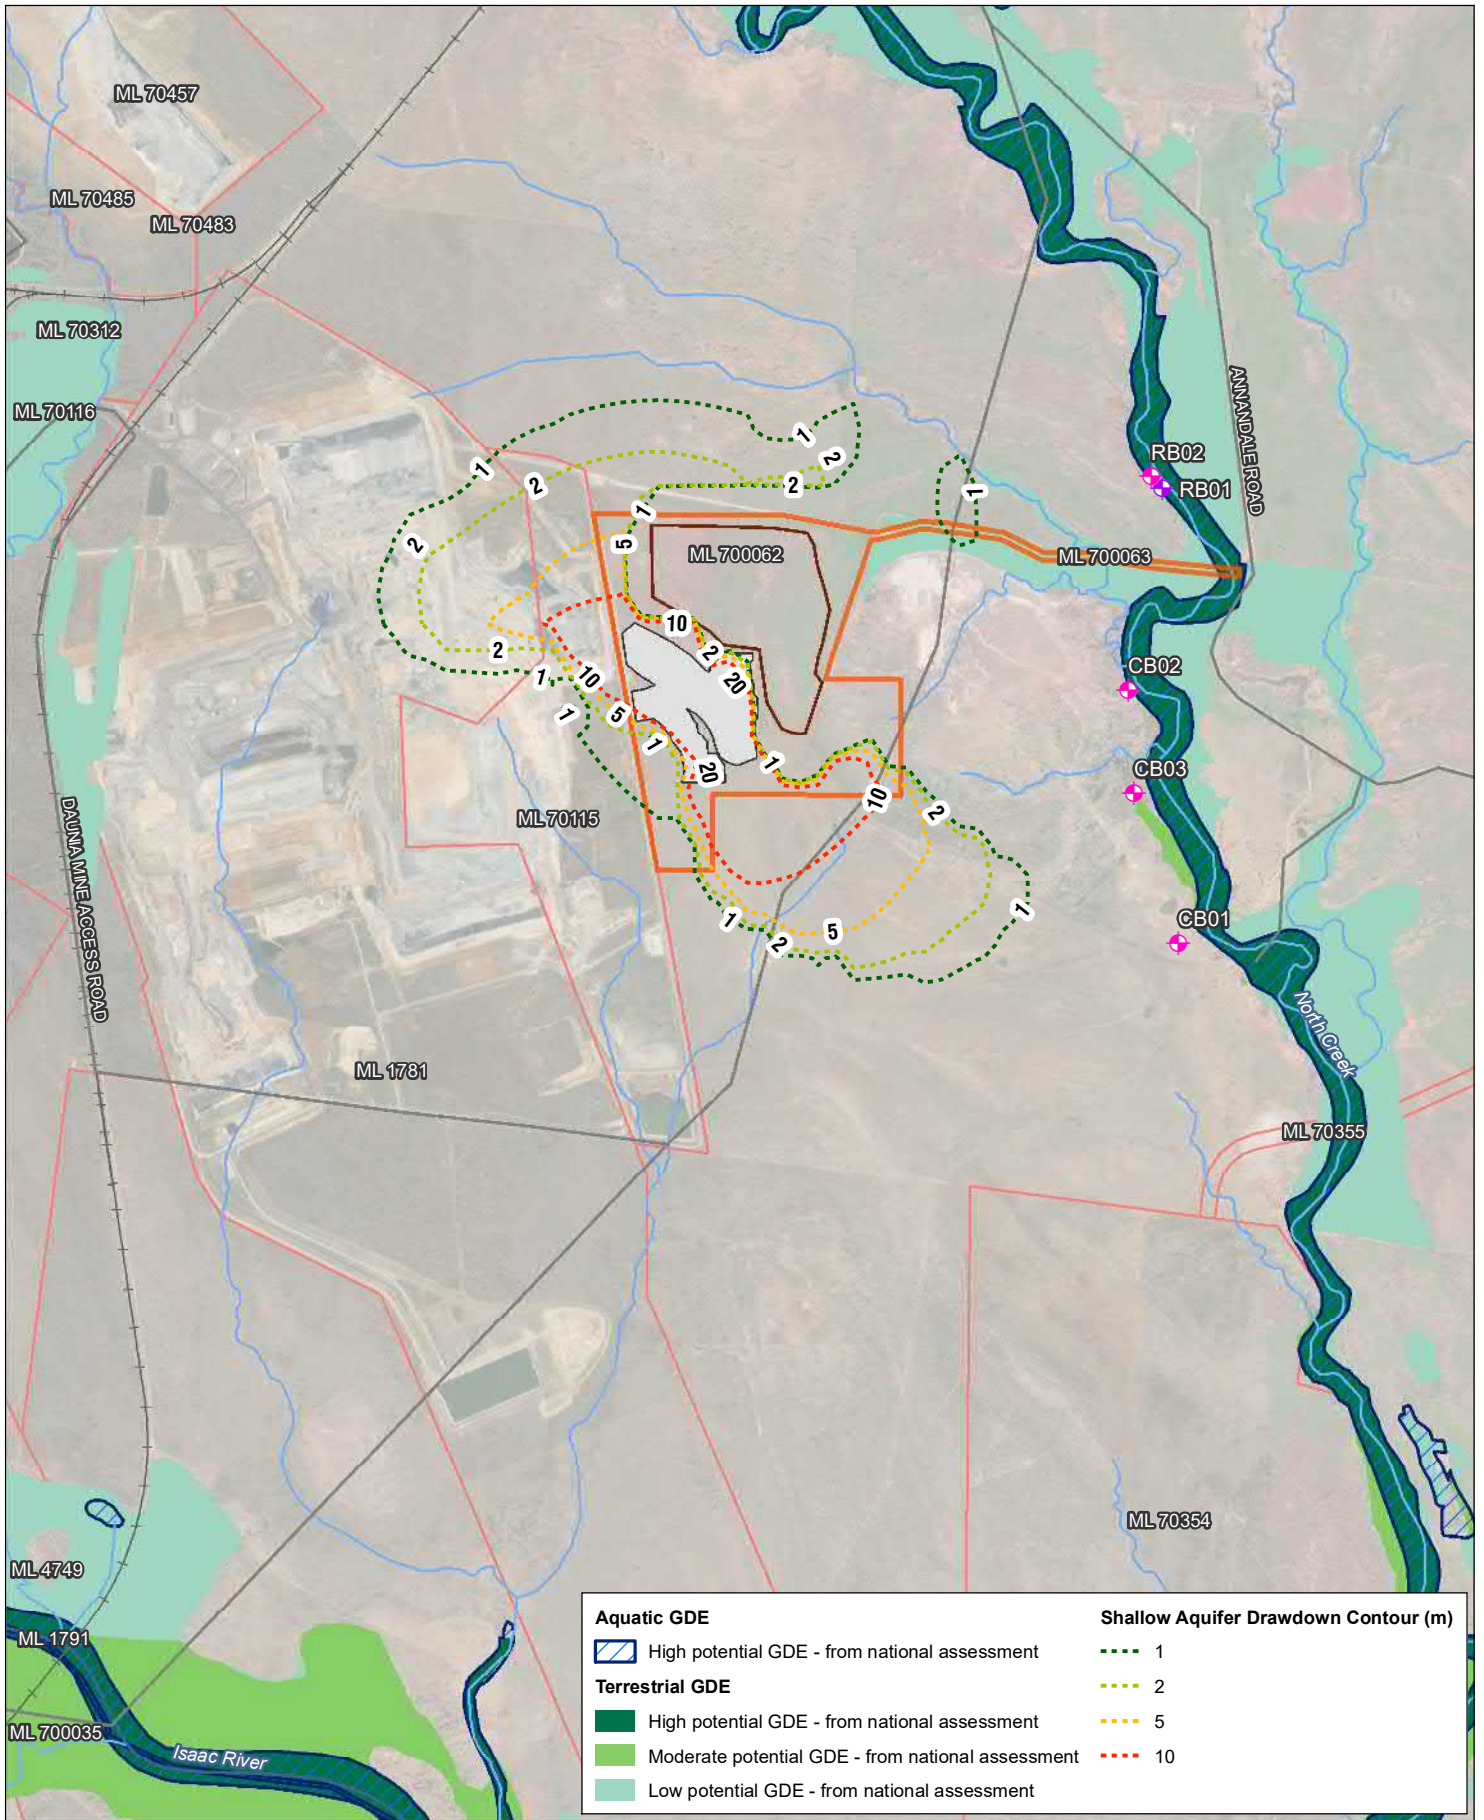 ML 70457
ML 70485
ML 70483
ML 70312
ML 70116
ANNANDALE ROAD
1
1
2
1
2
2
RB02
2
1
RB01
1
2
5
ML 700062
ML 700063
10
2
2
1
20
CB02
10
1
5
1
1
20
CB03
10
2
ML 70115
DAUNIA MINE ACCESS ROAD
1
1
CB01
5
2
North Creek
ML 1781
ML 70355
ML 70354
ML 4749
ML 1791
ML 700035
Isaac River
Aquatic GDE
High potential GDE - from national assessment
Terrestrial GDE
High potential GDE - from national assessment
Moderate potential GDE - from national assessment
Low potential GDE - from national assessment
Shallow Aquifer Drawdown Contour (m)
1
2
5
10